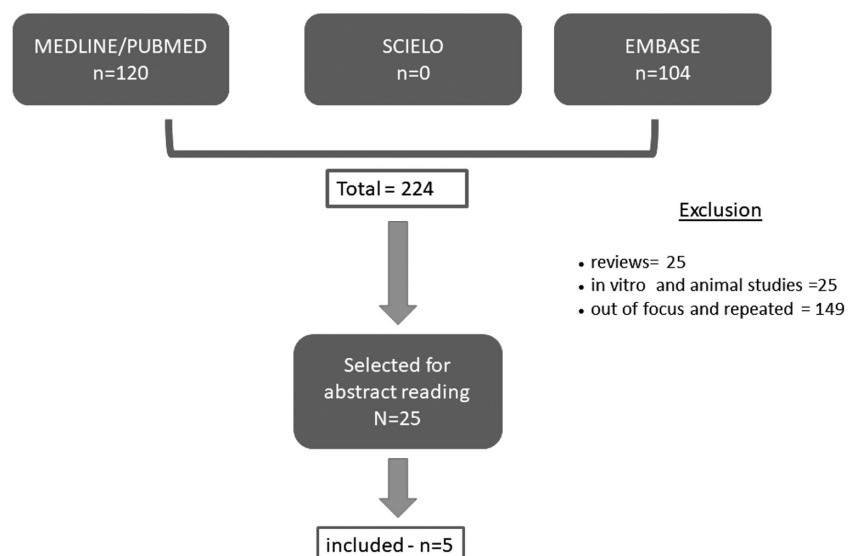 MEDLINE/PUBMED
n=120
SCIELO
n=0
EMBASE
n=104
Total = 224
Exclusion
• reviews= 25
• in vitro and animal studies =25
• out of focus and repeated = 149
Selected for
abstract reading
N=25
included - n=5